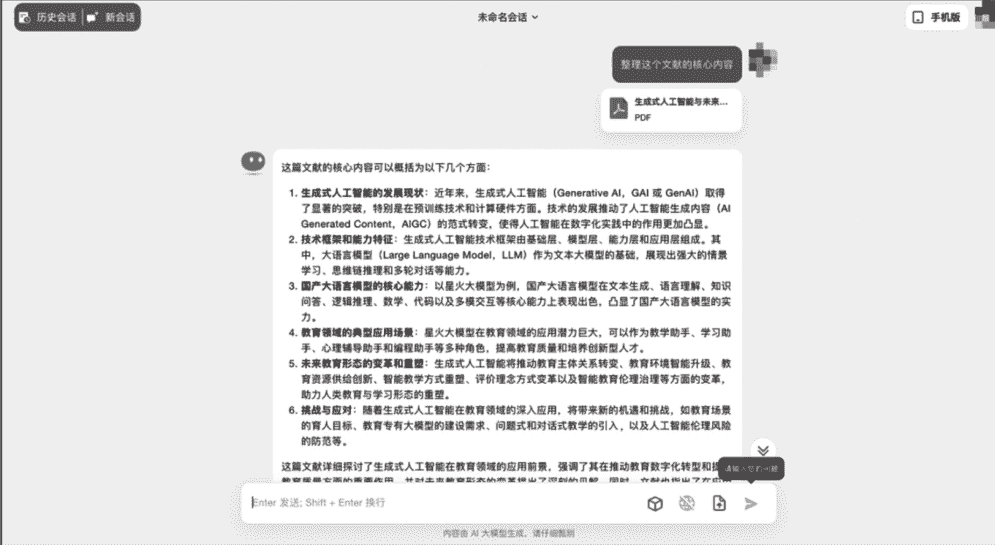 历史会话 新会话
未命名会话
手机版
整理这个文献的核心内容
生成式人工智能与未来...
PDF
这篇文献的核心内容可以概括为以下几个方面：
1. 生成式人工智能的发展现状：近年来，生成式人工智能（Generative AI，GAI 或 GenAI）取得
了显著的突破，特别是在预训练技术和计算硬件方面。技术的发展推动了人工智能生成内容（AI
Generated Content，AIGC）的范式转变，使得人工智能在数字化实践中的作用更加凸显。
2. 技术框架和能力特征：生成式人工智能技术框架由基础层、模型层、能力层和应用层组成。其
中，大语言模型（Large Language Model，LLM）作为文本大模型的基础，展现出强大的情景
学习、思维链推理和多轮对话等能力。
3. 国产大语言模型的核心能力：以星火大模型为例，国产大语言模型在文本生成、语言理解、知识
问答、逻辑推理、数学、代码以及多模交互等核心能力上表现出色，凸显了国产大语言模型的实
力。
4. 教育领域的典型应用场景：星火大模型在教育领域的应用潜力巨大，可以作为教学助手、学习助
手、心理辅导助手和编程助手等多种角色，提高教育质量和培养创新型人才。
5. 未来教育形态的变革和重塑：生成式人工智能将推动教育主体关系转变、教育环境智能升级、教
育资源供给创新、智能教学方式重塑、评价理念方式变革以及智能教育伦理治理等方面的变革，
助力人类教育与学习形态的重塑。
6. 挑战与应对：随着生成式人工智能在教育领域的深入应用，将带来新的机遇和挑战，如教育场景
的育人目标、教育专有大模型的建设需求、问题式和对话式教学的引入，以及人工智能伦理风险
的防范等。
这篇文献详细探讨了生成式人工智能在教育领域的应用前景，强调了其在推动教育数字化转型和提
Enter 发送; Shift + Enter 换行
内容由 AI 大模型生成，请仔细甄别